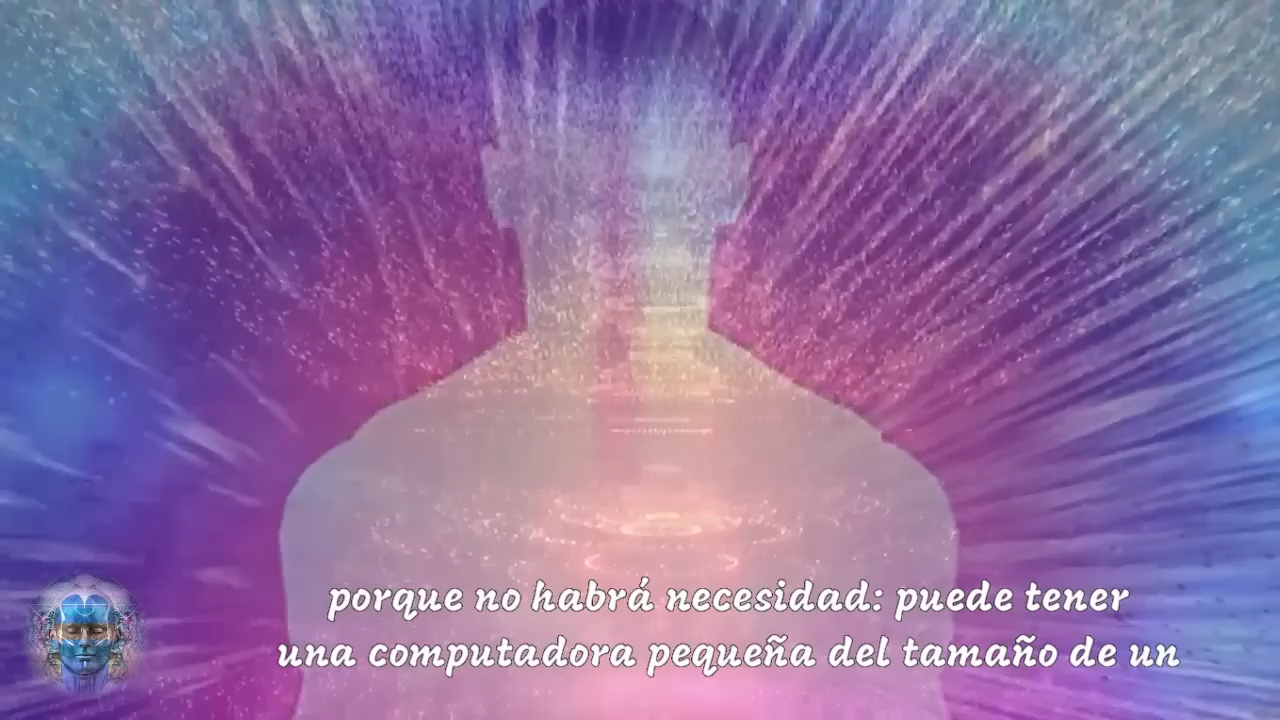 porque no habrá necesidad: puede tener
una computadora pequeña del tamaño de un